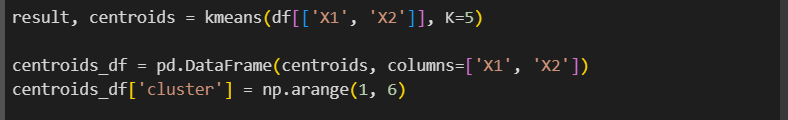 result, centroids = kmeans(df[['X1', 'X2']], K=5)
centroids_df = pd.DataFrame(centroids, columns=['X1', 'X2'])
centroids_df['cluster'] = np.arange(1, 6)